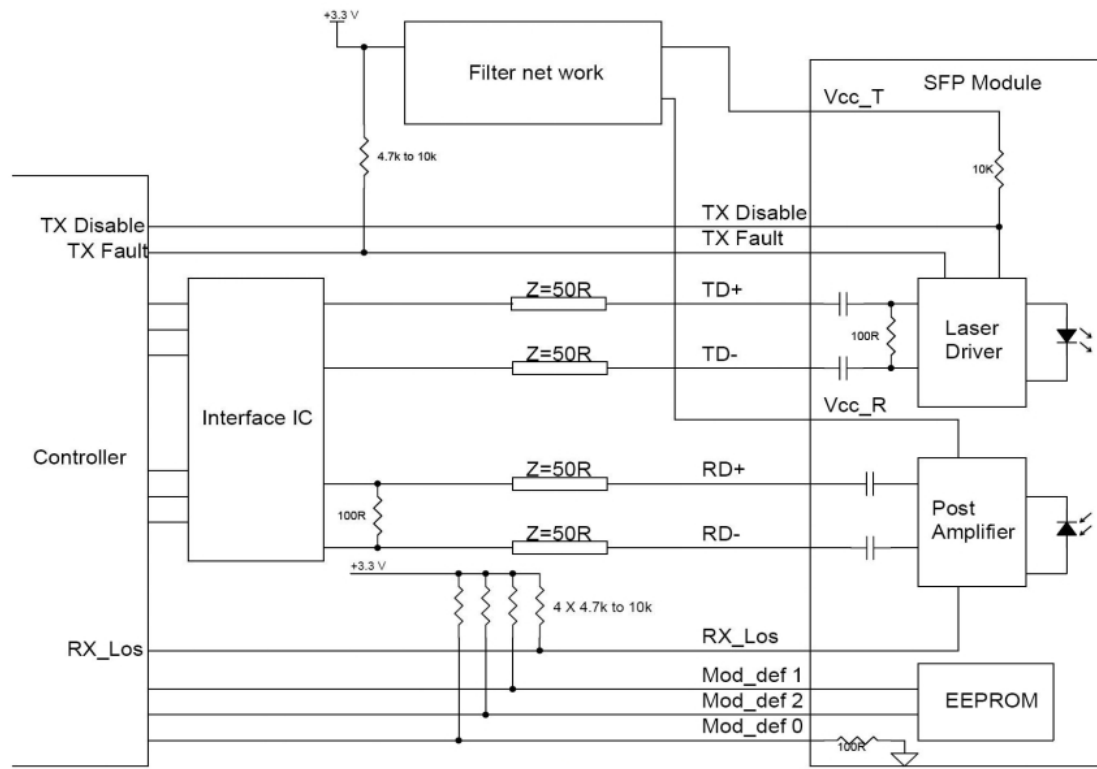 +3.3 V
Filter net work
SFP Module
Vcc_T
4.7k to 10k
10K
TX Disable
TX Disable
TX Fault
TX Fault
Z=50R
TD+
Laser
Driver
100R
Z=50R
TD-
Vcc_R
Interface IC
Controller
Z=50R
RD+
100R
Post
Amplifier
Z=50R
RD-
+3.3 V
4 X 4.7k to 10k
RX_Los
RX_Los
Mod_def 1
Mod_def 2
EEPROM
Mod_def 0
100R